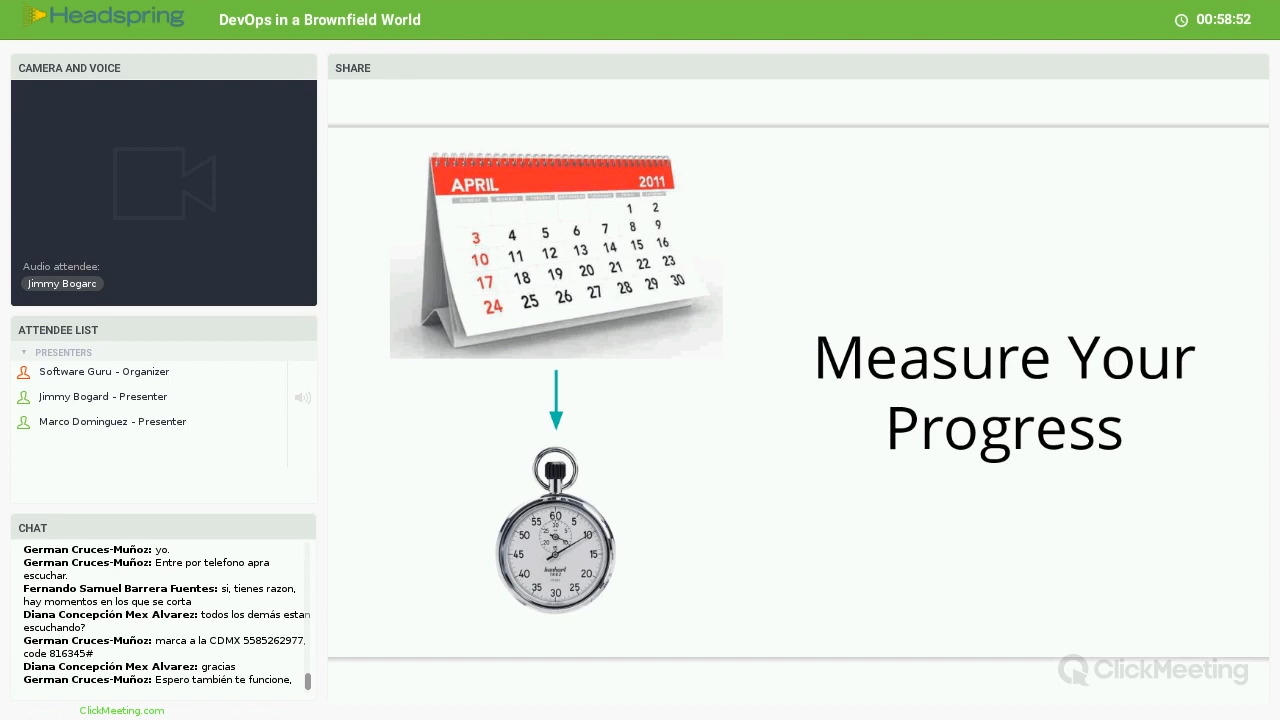 Headspring
DevOps in a Brownfield World
00:58:52
CAMERA AND VOICE
Audio attendee:
Jimmy Bogarc
ATTENDEE LIST
PRESENTERS
Software Guru - Organizer
Jimmy Bogard - Presenter
Marco Dominguez - Presenter
CHAT
German Cruces-Muñoz: yo.
German Cruces-Muñoz: Entre por telefono apra
escuchar.
Fernando Samuel Barrera Fuentes: si, tienes razon,
hay momentos en los que se corta
Diana Concepción Mex Alvarez: todos los demás estan
escuchando?
German Cruces-Muñoz: marca a la CDMX 5585262977,
code 816345#
Diana Concepción Mex Alvarez: gracias
German Cruces-Muñoz: Espero también te funcione,
ClickMeeting.com
SHARE
APRIL 2011
1 2
3 4 5 6 7 8 9
10 11 12 13 14 15 16
17 18 19 20 21 22 23
24 25 26 27 28 29 30
60
55 5
50 10
45 15
40 20
35 25
30
hanhart
Measure Your
Progress
ClickMeeting